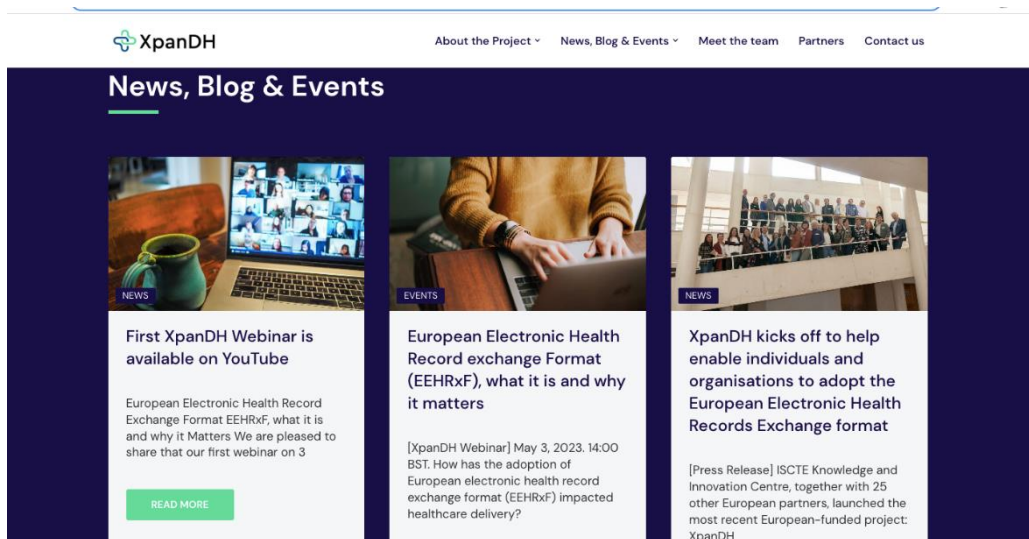 XpanDH
About the Project
News, Blog & Events
Meet the team
Partners
Contact us
News, Blog & Events
NEWS
First XpanDH Webinar is
available on YouTube
European Electronic Health Record
Exchange Format EEHRxF, what it is
and why it Matters We are pleased to
share that our first webinar on 3
READ MORE
EVENTS
European Electronic Health
Record exchange Format
(EEHRxF), what it is and why
it matters
[XpanDH Webinar] May 3, 2023. 14:00
BST. How has the adoption of
European electronic health record
exchange format (EEHRxF) impacted
healthcare delivery?
NEWS
XpanDH kicks off to help
enable individuals and
organisations to adopt the
European Electronic Health
Records Exchange format
[Press Release] ISCTE Knowledge and
Innovation Centre, together with 25
other European partners, launched the
most recent European-funded project:
XpanDH